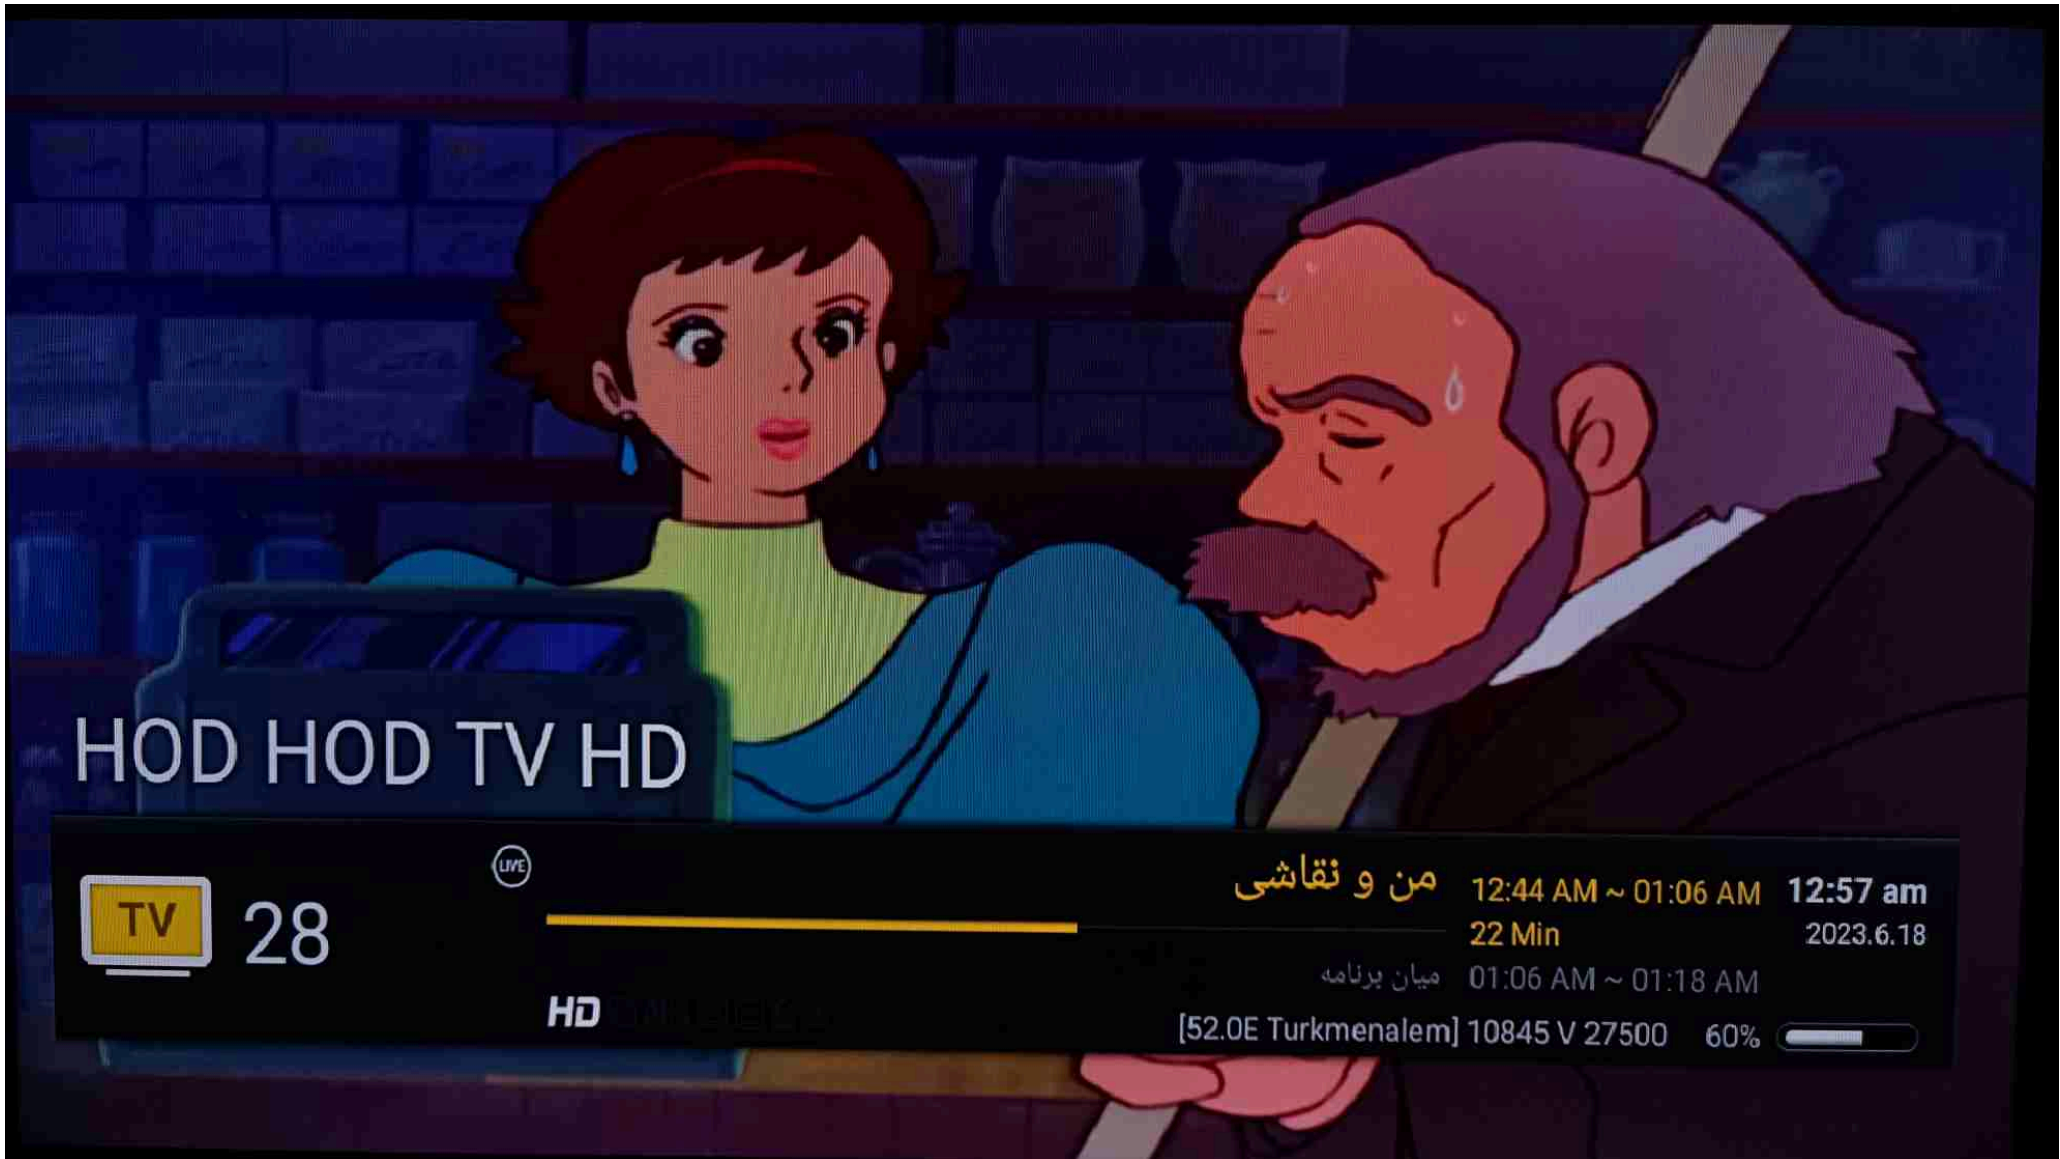 HOD HOD TV HD
LIVE
TV
28
من و نقاشی
12:44 AM ~ 01:06 AM
12:57 am
22 Min
2023.6.18
میان برنامه
01:06 AM ~ 01:18 AM
HD
[52.0E Turkmenalem] 10845 V 27500
60%